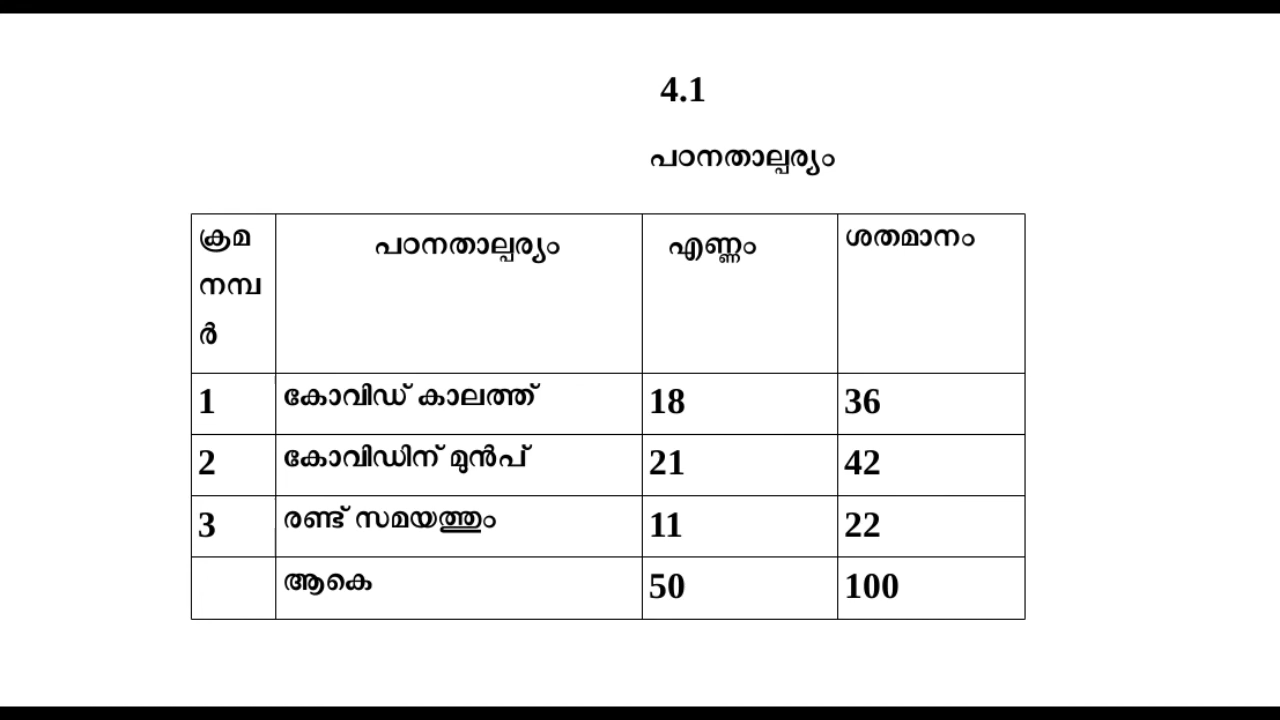 4.1
പഠനതാല്പര്യം
ക്രമ നമ്പർ പഠനതാല്പര്യം എണ്ണം ശതമാനം
1 കോവിഡ് കാലത്ത് 18 36
2 കോവിഡിന് മുൻപ് 21 42
3 രണ്ട് സമയത്തും 11 22
ആകെ 50 100